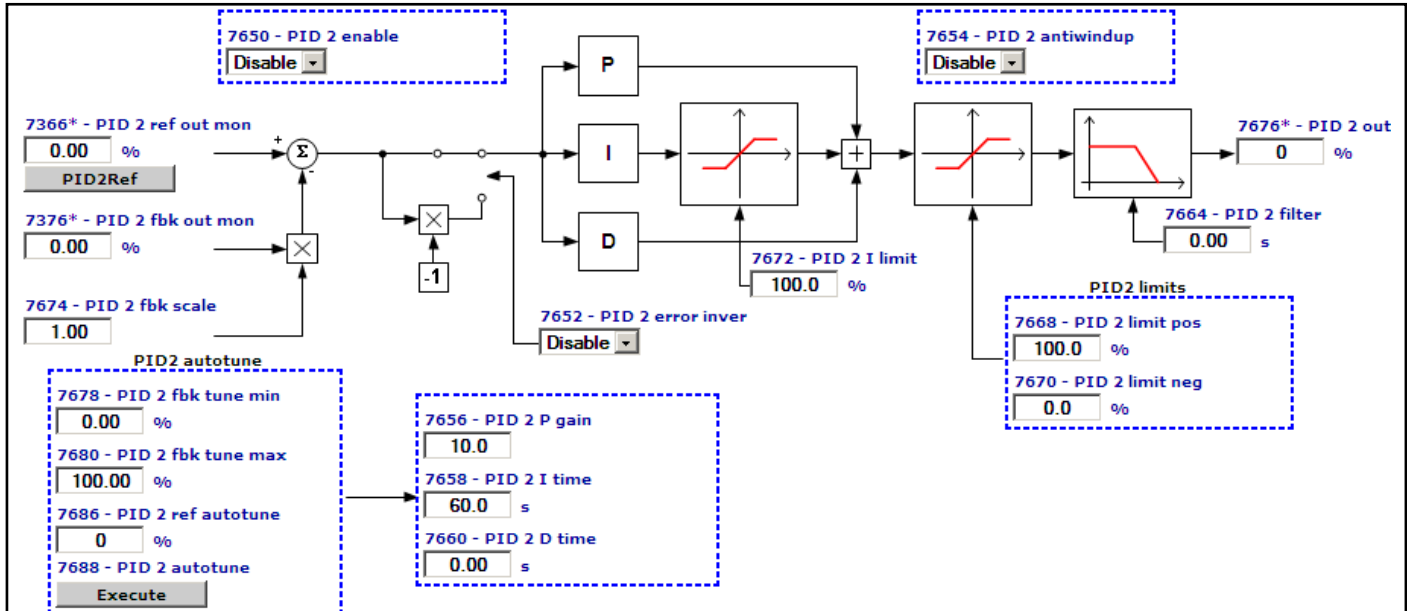 7650 - PID 2 enable
Disable
7654 - PID 2 antiwindup
Disable
P
I
D
7366* - PID 2 ref out mon
0.00 %
PID2Ref
+
Σ
-
7376* - PID 2 fbk out mon
0.00 %
×
×
-1
+
7676* - PID 2 out
0 %
7664 - PID 2 filter
0.00 s
7672 - PID 2 I limit
100.0 %
7674 - PID 2 fbk scale
1.00
7652 - PID 2 error inver
Disable
PID2 limits
7668 - PID 2 limit pos
100.0 %
7670 - PID 2 limit neg
0.0 %
PID2 autotune
7678 - PID 2 fbk tune min
0.00 %
7680 - PID 2 fbk tune max
100.00 %
7686 - PID 2 ref autotune
0 %
7688 - PID 2 autotune
Execute
7656 - PID 2 P gain
10.0
7658 - PID 2 I time
60.0 s
7660 - PID 2 D time
0.00 s